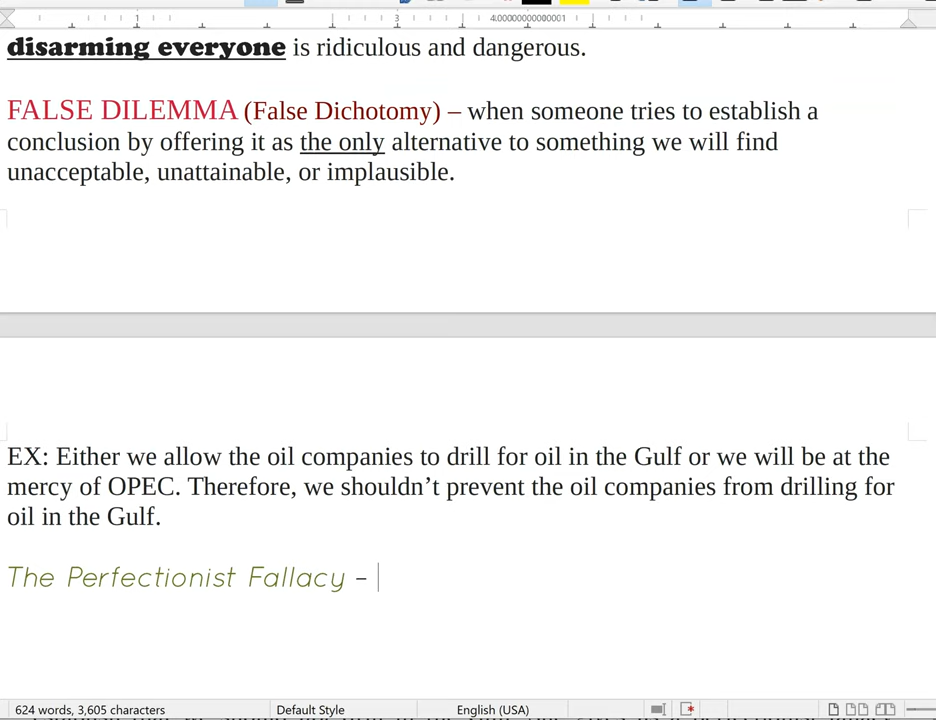 3
4.00000000000001
1
disarming everyone is ridiculous and dangerous.
FALSE DILEMMA (False Dichotomy) – when someone tries to establish a
conclusion by offering it as the only alternative to something we will find
unacceptable, unattainable, or implausible.
EX: Either we allow the oil companies to drill for oil in the Gulf or we will be at the
mercy of OPEC. Therefore, we shouldn’t prevent the oil companies from drilling for
oil in the Gulf.
The Perfectionist Fallacy –
624 words, 3,605 characters
Default Style
English (USA)